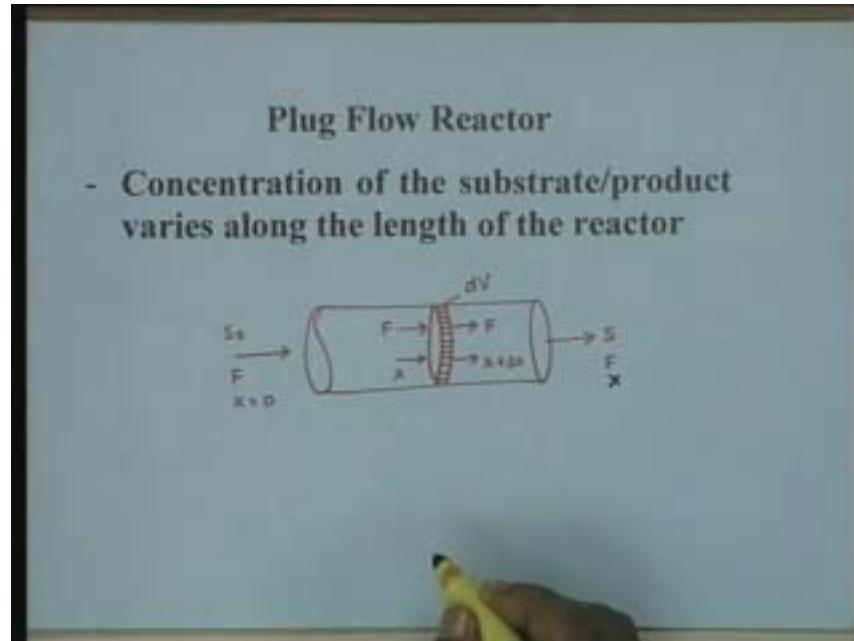 Plug Flow Reactor
- Concentration of the substrate/product
varies along the length of the reactor
dV
S₀
F
X = 0
F
X
F
X + ΔX
S
F
X